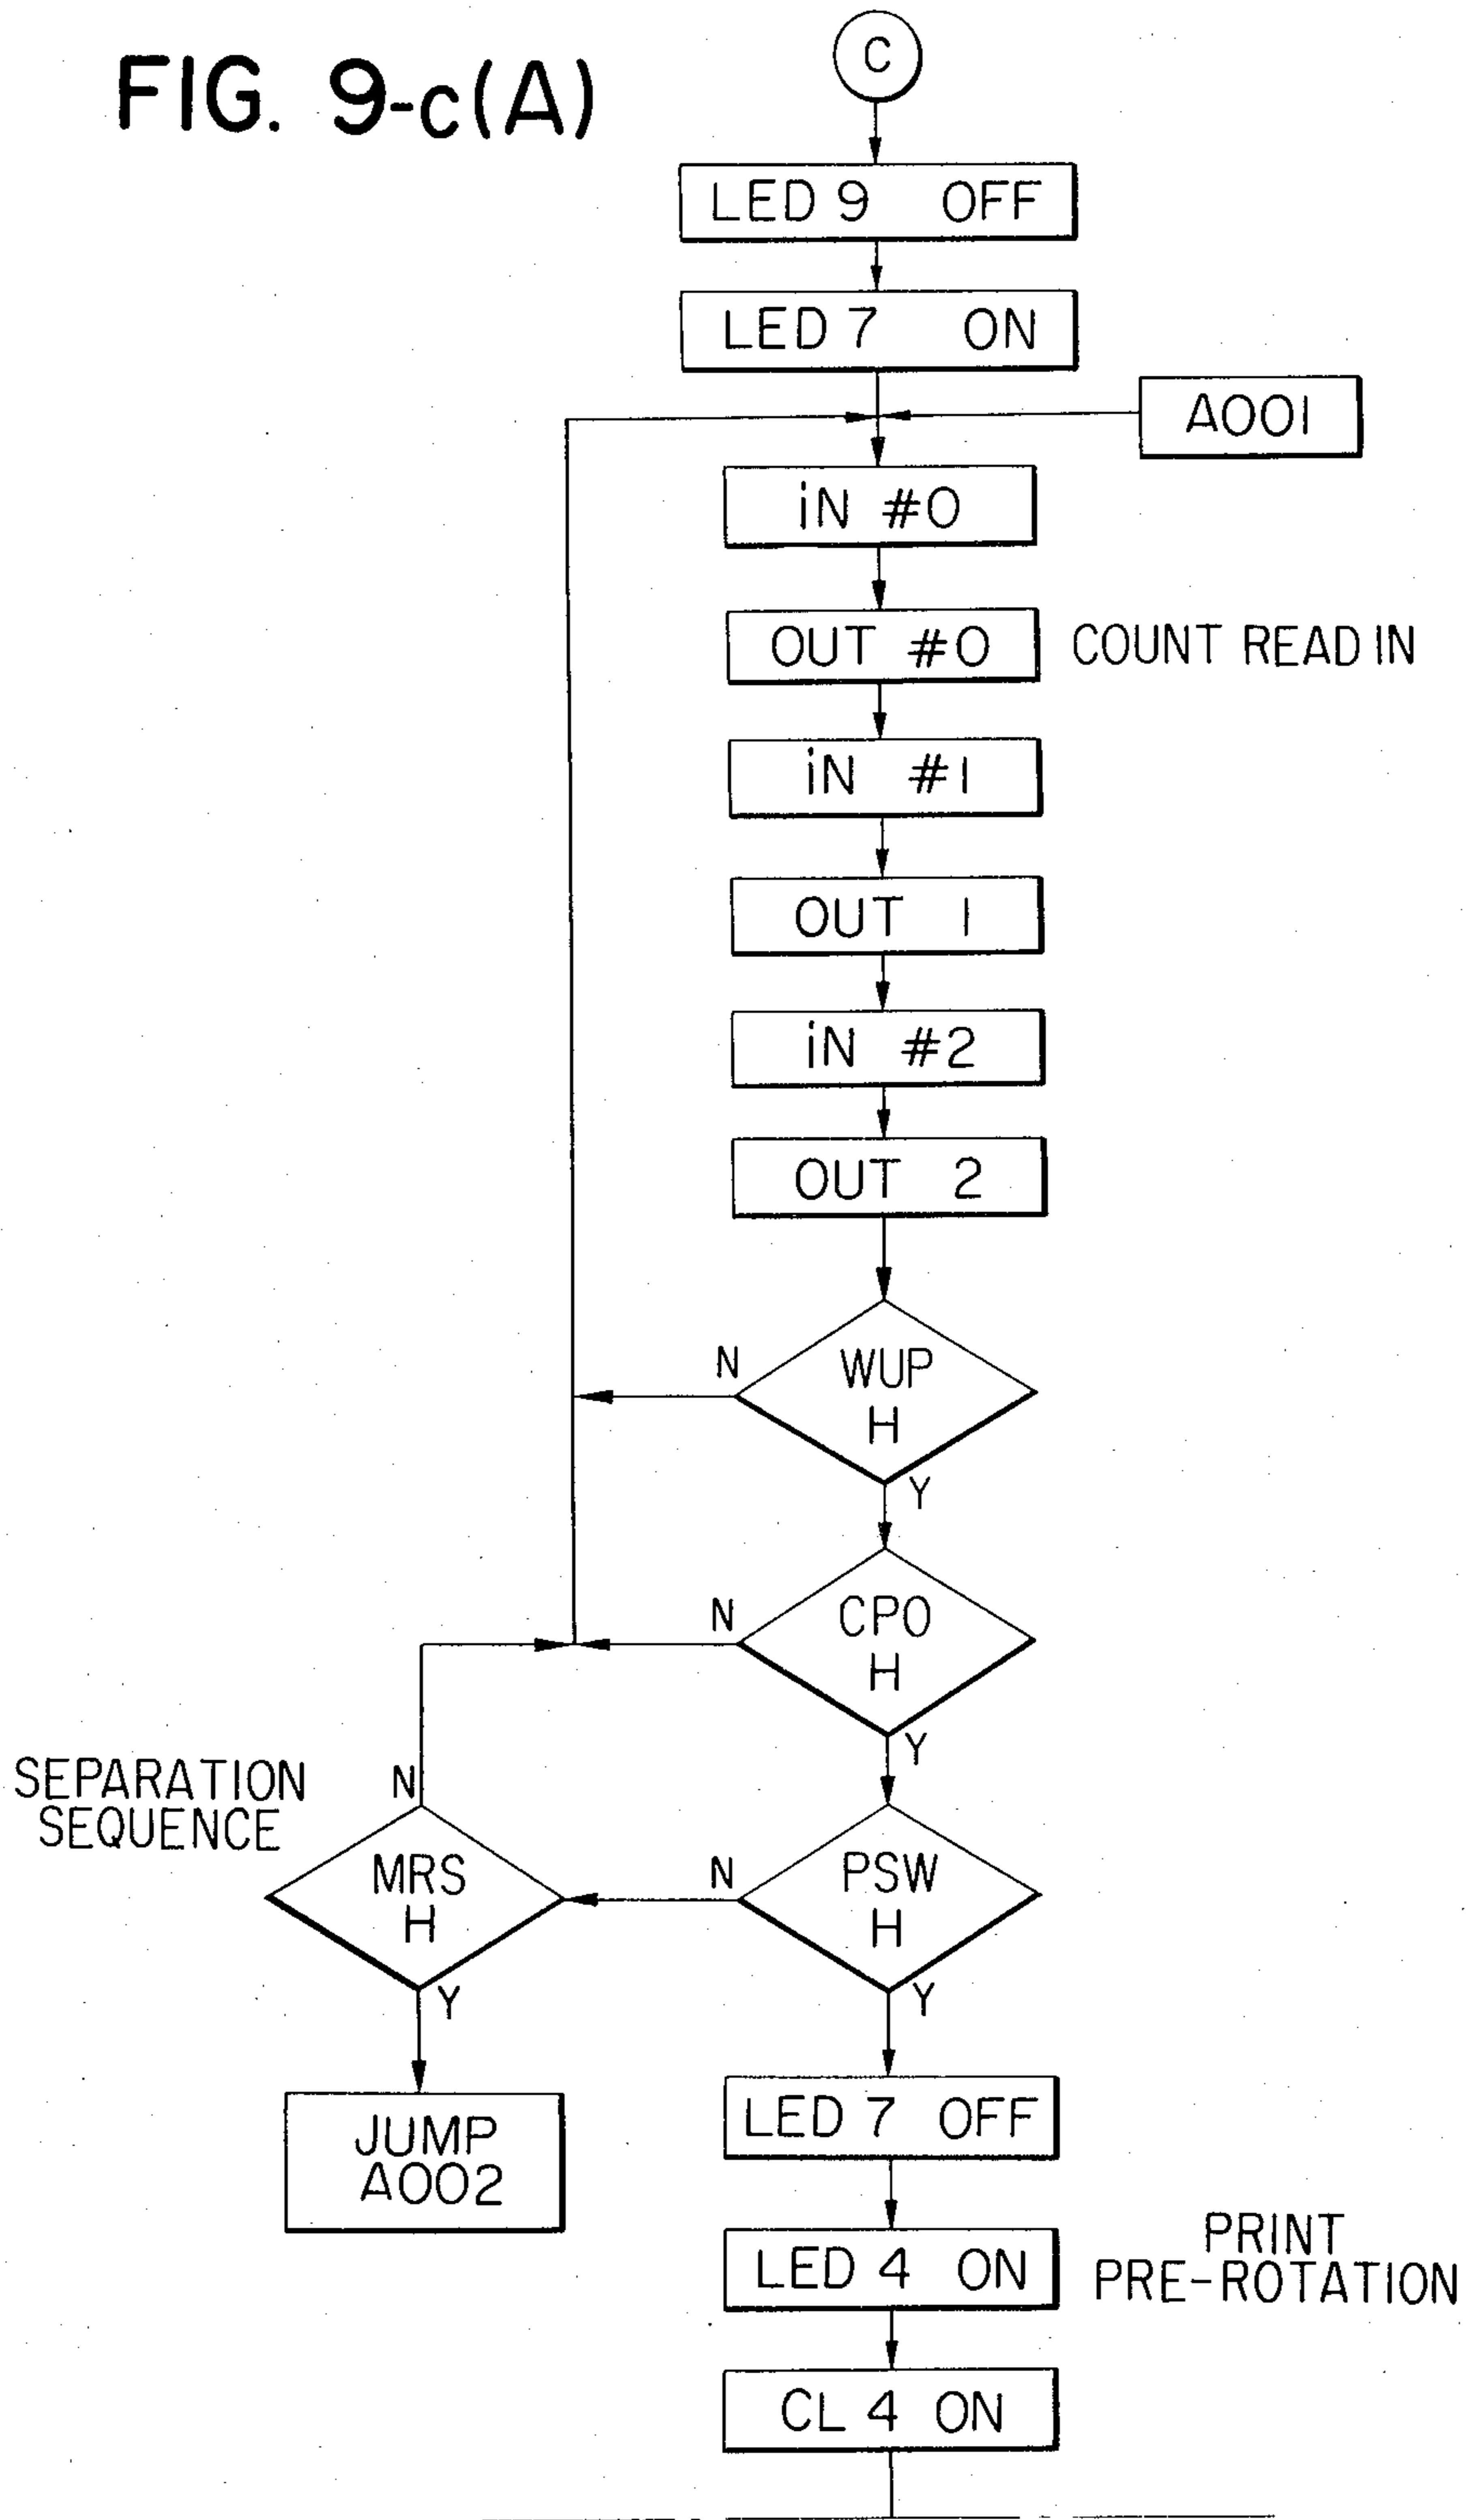 FIG. 9-c(A)
C
LED 9 OFF
LED 7 ON
A001
iN #0
OUT #0 COUNT READ IN
iN #1
OUT 1
iN #2
OUT 2
N WUP
H
Y
N CPO
H
Y
SEPARATION
SEQUENCE
N
MRS
H
Y
N PSW
H
Y
JUMP
A002
LED 7 OFF
LED 4 ON
PRINT
PRE-ROTATION
CL 4 ON